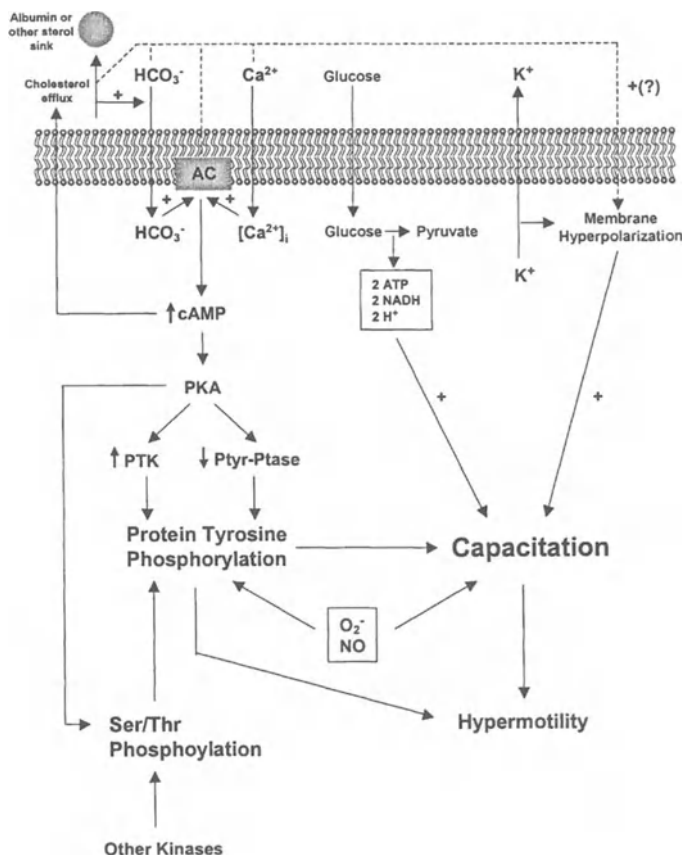 Albumin or
other sterol
sink
Cholesterol
efflux
+
HCO₃⁻
Ca²⁺
Glucose
K⁺
+(?)
AC
+
+
HCO₃⁻
[Ca²⁺]ᵢ
Glucose
Pyruvate
K⁺
Membrane
Hyperpolarization
2 ATP
2 NADH
2 H⁺
↑cAMP
+
+
PKA
↑PTK
↓ Ptyr-Ptase
Protein Tyrosine
Phosphorylation
Capacitation
O₂⁻
NO
Ser/Thr
Phosphoylation
Hypermotility
Other Kinases